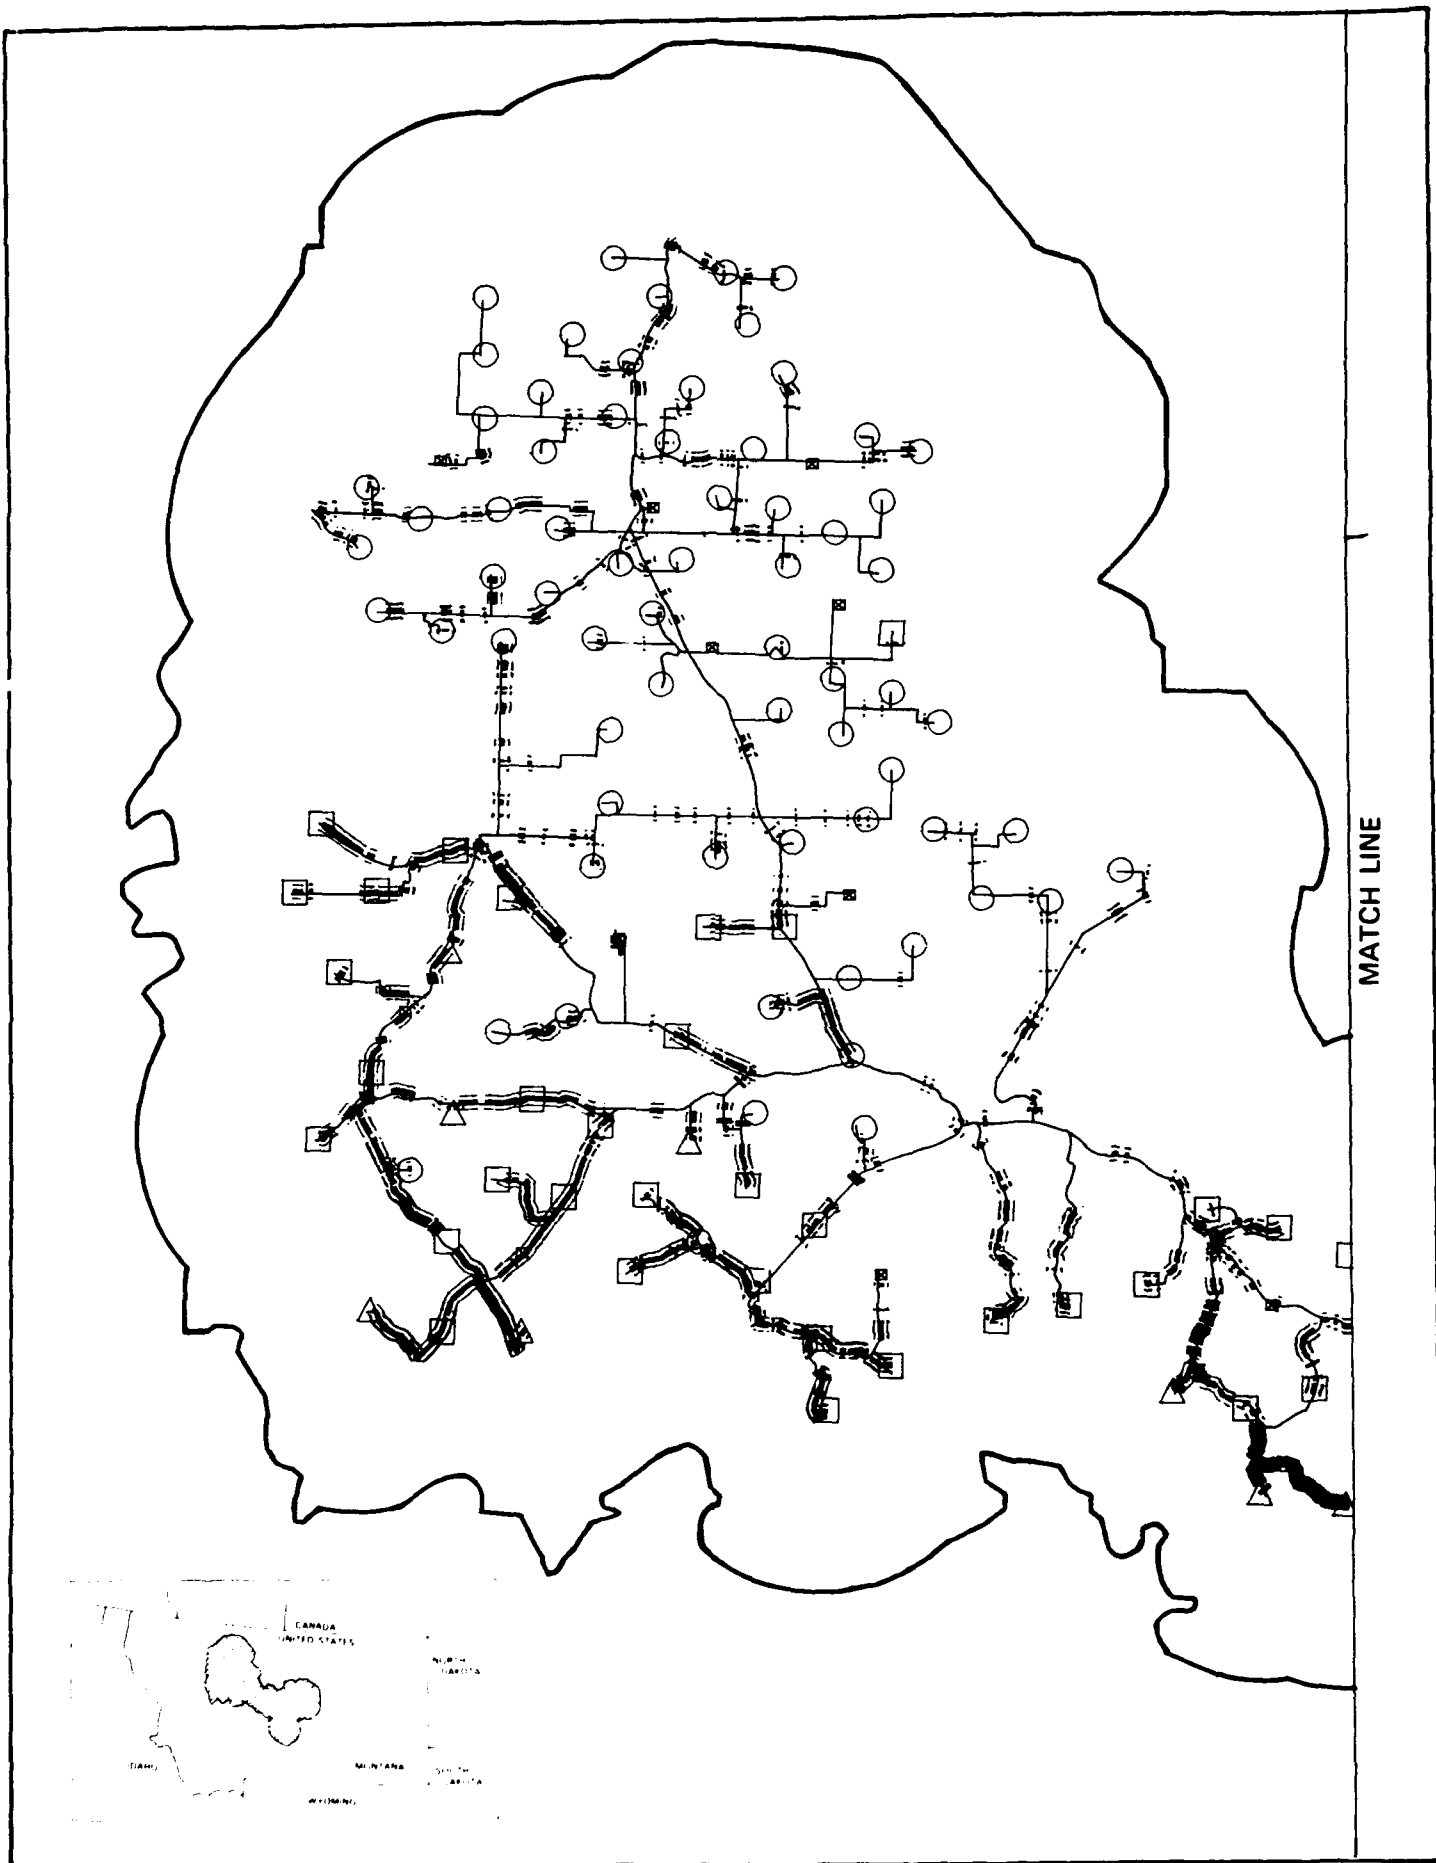 MATCH LINE
CANADA
UNITED STATES
NORTH
DAKOTA
IDAHO
MONTANA
SOUTH
DAKOTA
WYOMING